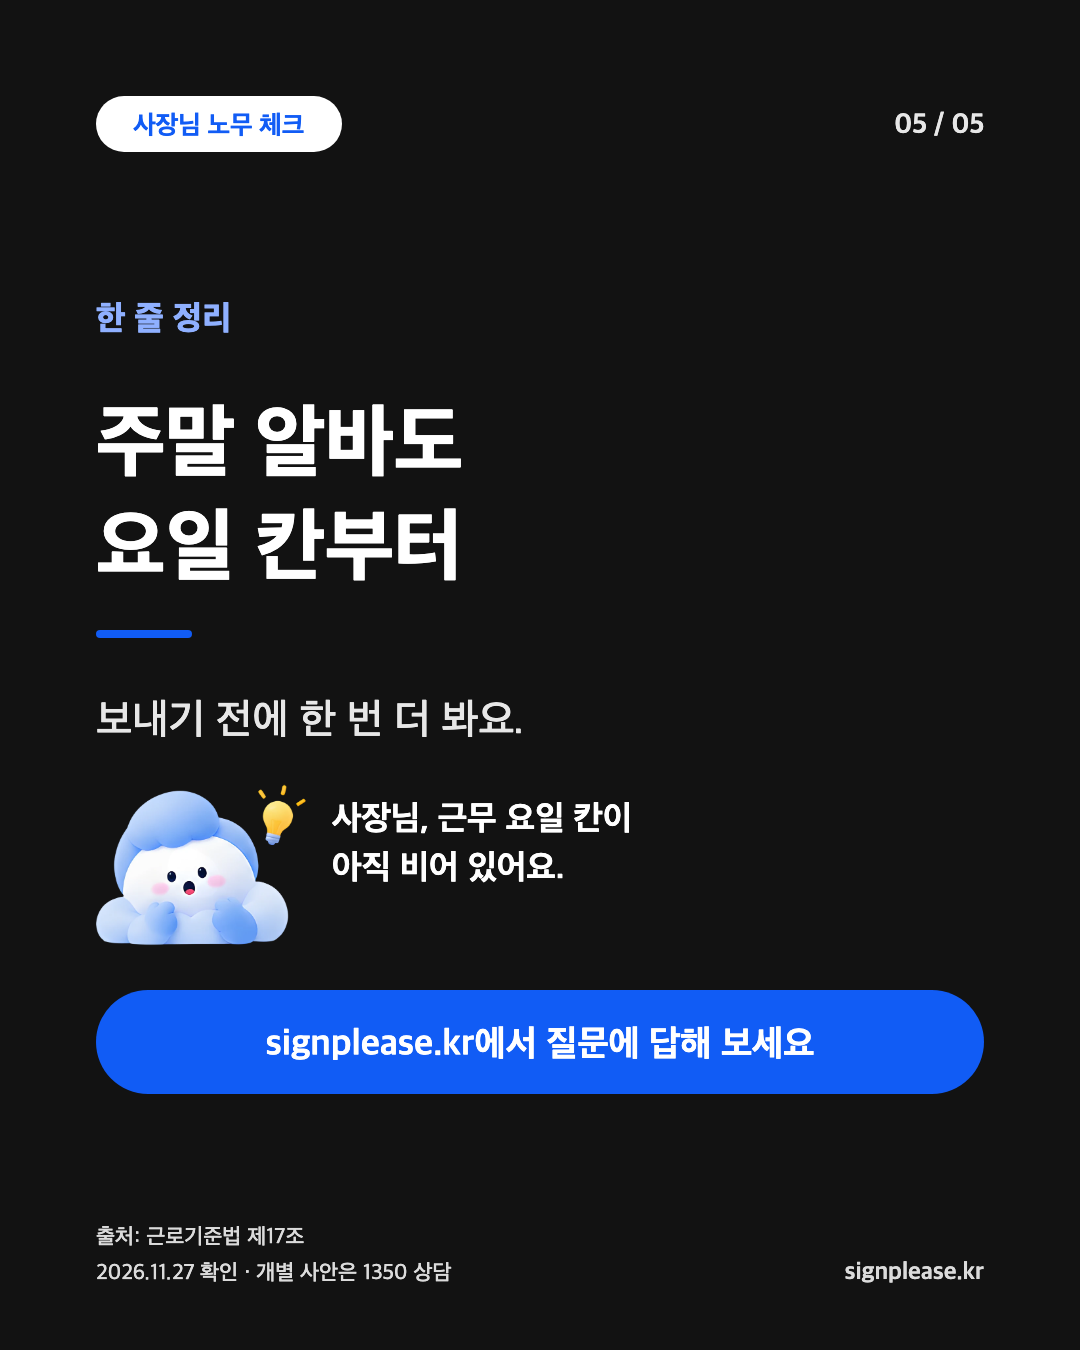 사장님 노무 체크
05 / 05
한 줄 정리
주말 알바도
요일 칸부터
보내기 전에 한 번 더 봐요.
사장님, 근무 요일 칸이
아직 비어 있어요.
signplease.kr에서 질문에 답해 보세요
출처: 근로기준법 제17조
2026.11.27 확인 · 개별 사안은 1350 상담
signplease.kr